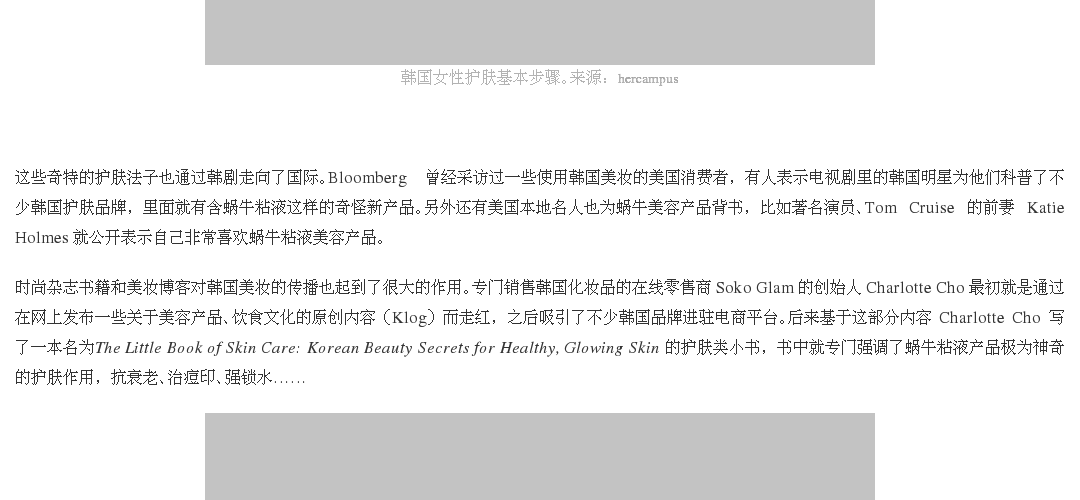 韩国女性护肤基本步骤。来源：hercampus
这些奇特的护肤法子也通过韩剧走向了国际。Bloomberg 曾经采访过一些使用韩国美妆的美国消费者，有人表示电视剧里的韩国明星为他们科普了不
少韩国护肤品牌，里面就有含蜗牛粘液这样的奇怪新产品。另外还有美国本地名人也为蜗牛美容产品背书，比如著名演员、Tom Cruise 的前妻 Katie
Holmes 就公开表示自己非常喜欢蜗牛粘液美容产品。
时尚杂志书籍和美妆博客对韩国美妆的传播也起到了很大的作用。专门销售韩国化妆品的在线零售商 Soko Glam 的创始人 Charlotte Cho 最初就是通过
在网上发布一些关于美容产品、饮食文化的原创内容（Klog）而走红，之后吸引了不少韩国品牌进驻电商平台。后来基于这部分内容 Charlotte Cho 写
了一本名为The Little Book of Skin Care: Korean Beauty Secrets for Healthy, Glowing Skin 的护肤类小书，书中就专门强调了蜗牛粘液产品极为神奇
的护肤作用，抗衰老、治痘印、强锁水……